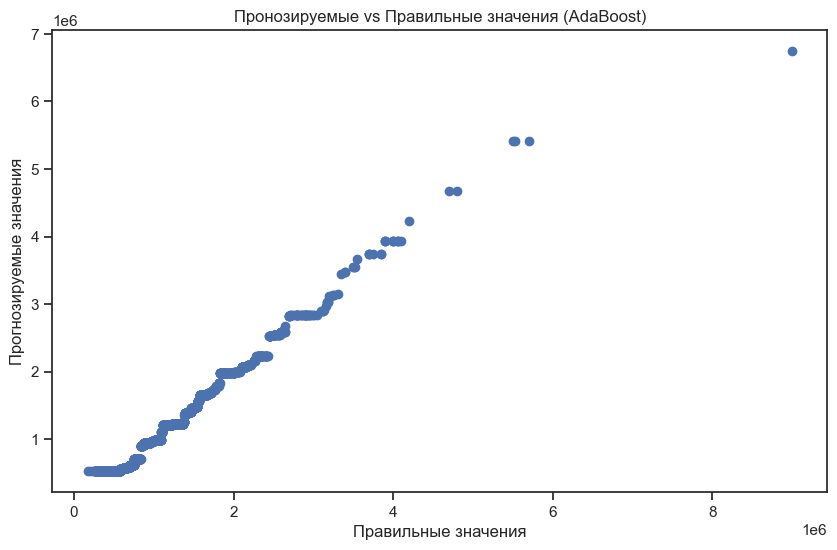 Пронозируемые vs Правильные значения (AdaBoost)
1e6
7
6
5
4
3
2
1
Прогнозируемые значения
0
2
4
6
8
1e6
Правильные значения